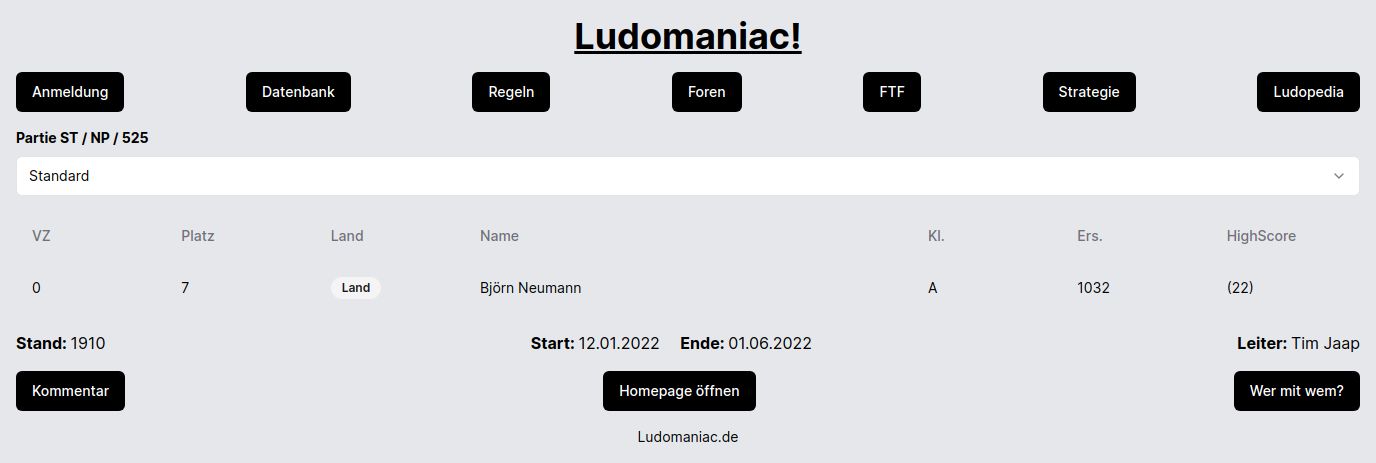 Ludomaniac!
Anmeldung Datenbank Regeln Foren FTF Strategie Ludopedia
Partie ST / NP / 525
Standard
VZ Platz Land Name Kl. Ers. HighScore
0 7 Land Björn Neumann A 1032 (22)
Stand: 1910 Start: 12.01.2022 Ende: 01.06.2022 Leiter: Tim Jaap
Kommentar Homepage öffnen Wer mit wem?
Ludomaniac.de